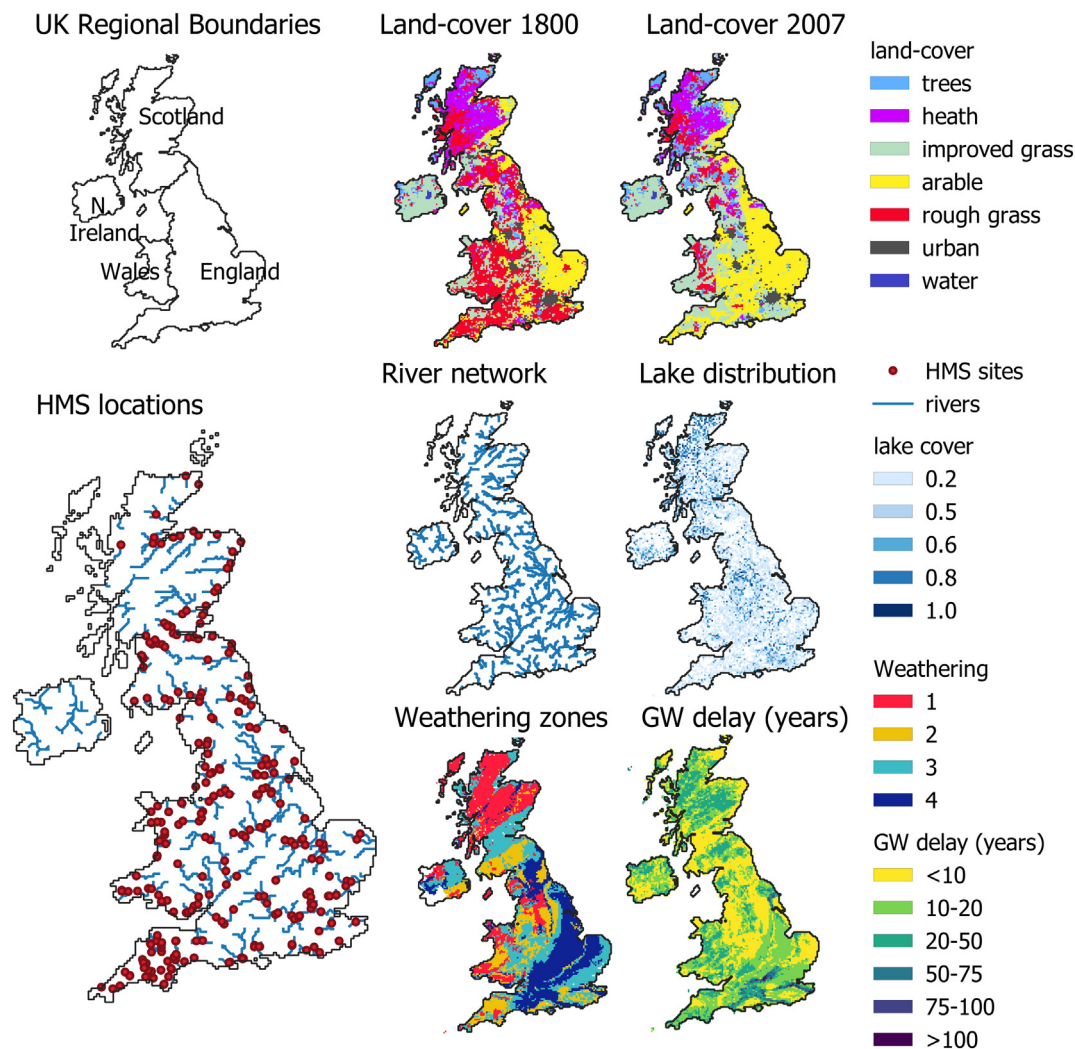 UK Regional Boundaries
Land-cover 1800
Land-cover 2007
Scotland
N.
Ireland
Wales
England
land-cover
trees
heath
improved grass
arable
rough grass
urban
water
HMS locations
River network
Lake distribution
HMS sites
rivers
lake cover
0.2
0.5
0.6
0.8
1.0
Weathering zones
GW delay (years)
Weathering
1
2
3
4
GW delay (years)
<10
10-20
20-50
50-75
75-100
>100